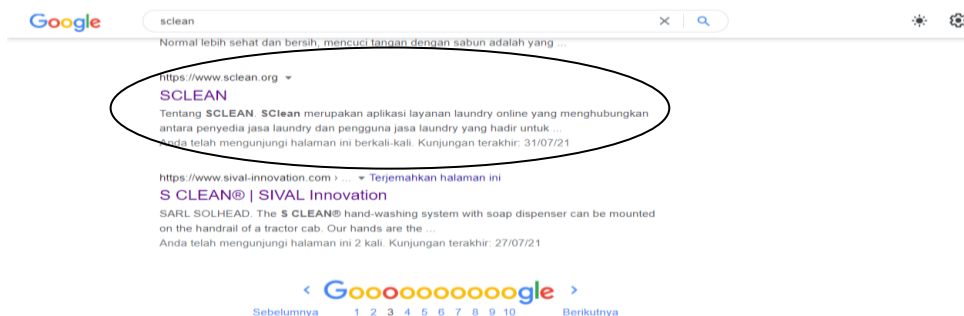 Google
sclean
Normal lebih sehat dan bersih, mencuci tangan dengan sabun adalah yang ...
https://www.sclean.org
SCLEAN
Tentang SCLEAN. SClean merupakan aplikasi layanan laundry online yang menghubungkan
antara penyedia jasa laundry dan pengguna jasa laundry yang hadir untuk ...
Anda telah mengunjungi halaman ini berkali-kali. Kunjungan terakhir: 31/07/21
https://www.sival-innovation.com › ... Terjemahkan halaman ini
S CLEAN® | SIVAL Innovation
SARL SOLHEAD. The S CLEAN® hand-washing system with soap dispenser can be mounted
on the handrail of a tractor cab. Our hands are the ...
Anda telah mengunjungi halaman ini 2 kali. Kunjungan terakhir: 27/07/21
< Goooooooooogle >
Sebelumnya 1 2 3 4 5 6 7 8 9 10 Berikutnya